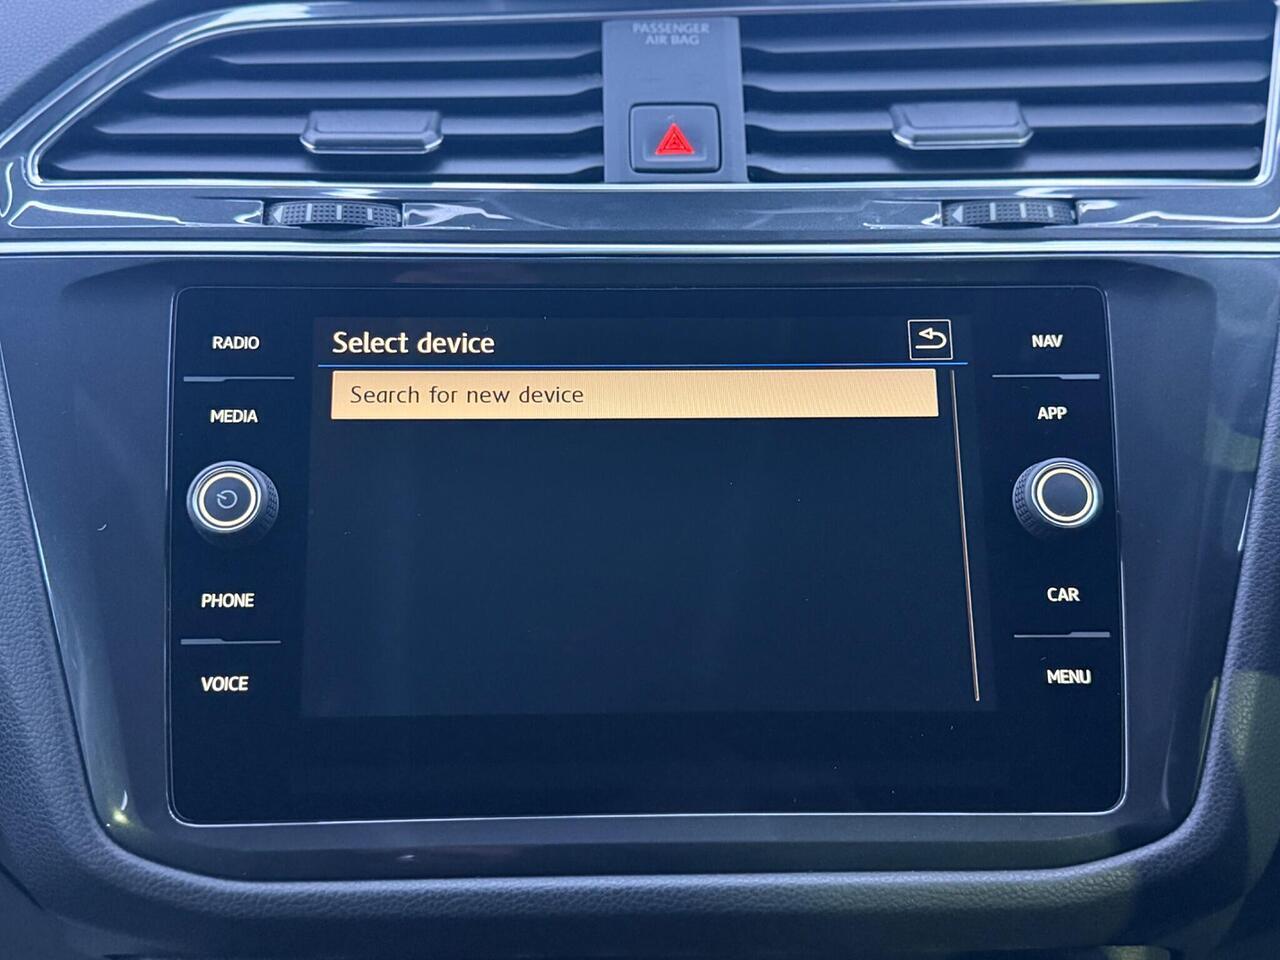 PASSENGER
AIR BAG
RADIO
MEDIA
PHONE
VOICE
Select device
Search for new device
NAV
APP
CAR
MENU